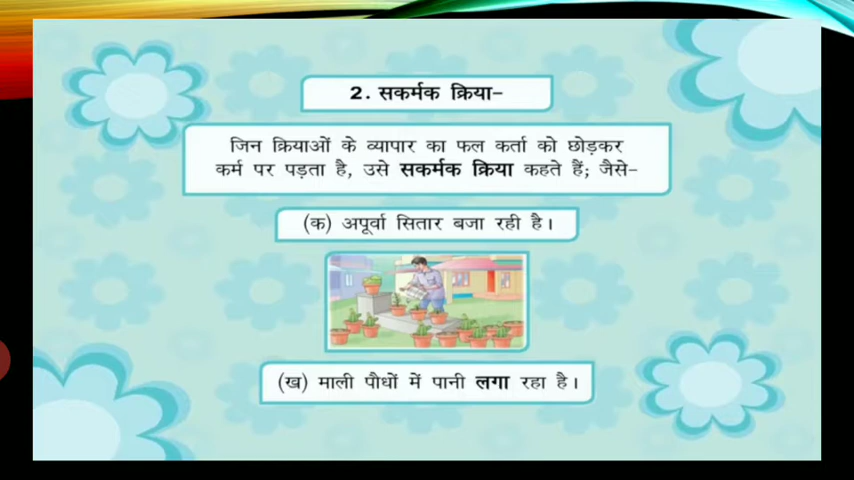 2. सकर्मक क्रिया–
जिन क्रियाओं के व्यापार का फल कर्ता को छोड़कर
कर्म पर पड़ता है, उसे सकर्मक क्रिया कहते हैं; जैसे–
(क) अपूर्वा सितार बजा रही है।
(ख) माली पौधों में पानी लगा रहा है।